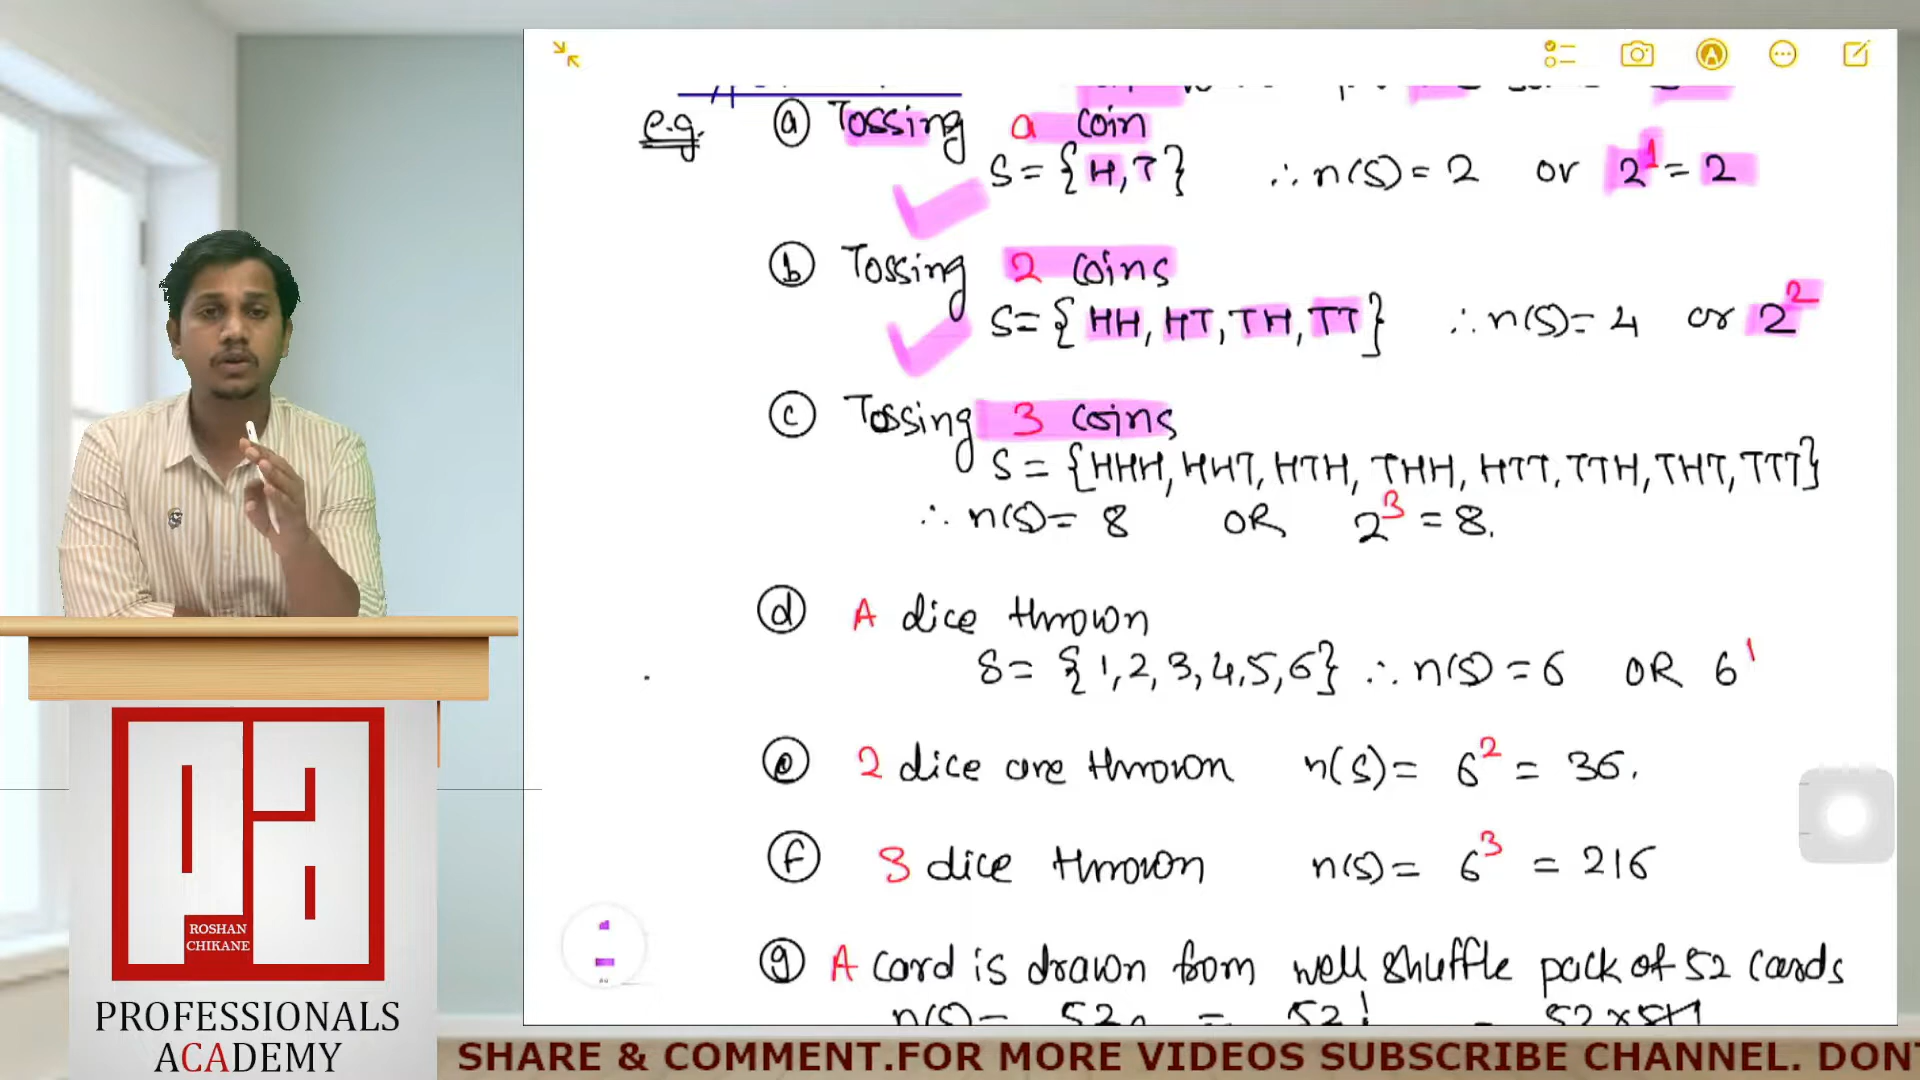 e.g. (a) Tossing a coin
S = {H, T} ∴ n(S) = 2 or 2¹ = 2
(b) Tossing 2 coins
S = {HH, HT, TH, TT} ∴ n(S) = 4 or 2²
(c) Tossing 3 coins
S = {HHH, HHT, HTH, THH, HTT, TTH, THT, TTT}
∴ n(S) = 8 OR 2³ = 8.
(d) A dice thrown
S = {1, 2, 3, 4, 5, 6} ∴ n(S) = 6 OR 6¹
(e) 2 dice are thrown n(S) = 6² = 36.
(f) 3 dice thrown n(S) = 6³ = 216
(g) A card is drawn from well shuffle pack of 52 cards
ROSHAN
CHIKANE
PROFESSIONALS
ACADEMY
SHARE & COMMENT.FOR MORE VIDEOS SUBSCRIBE CHANNEL. DON